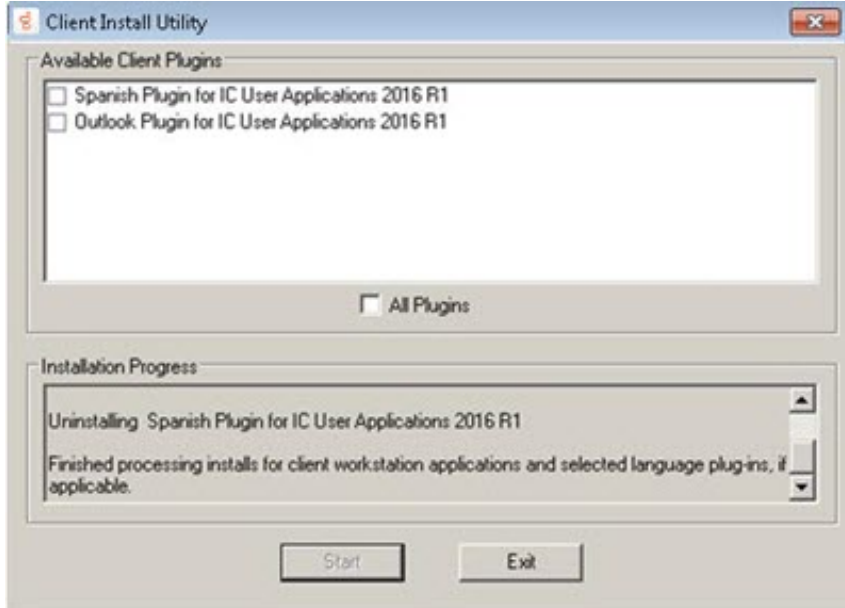 Client Install Utility
Available Client Plugins
Spanish Plugin for IC User Applications 2016 R1
Outlook Plugin for IC User Applications 2016 R1
All Plugins
Installation Progress
Uninstalling  Spanish Plugin for IC User Applications 2016 R1
Finished processing installs for client workstation applications and selected language plug-ins, if
applicable.
Start
Exit